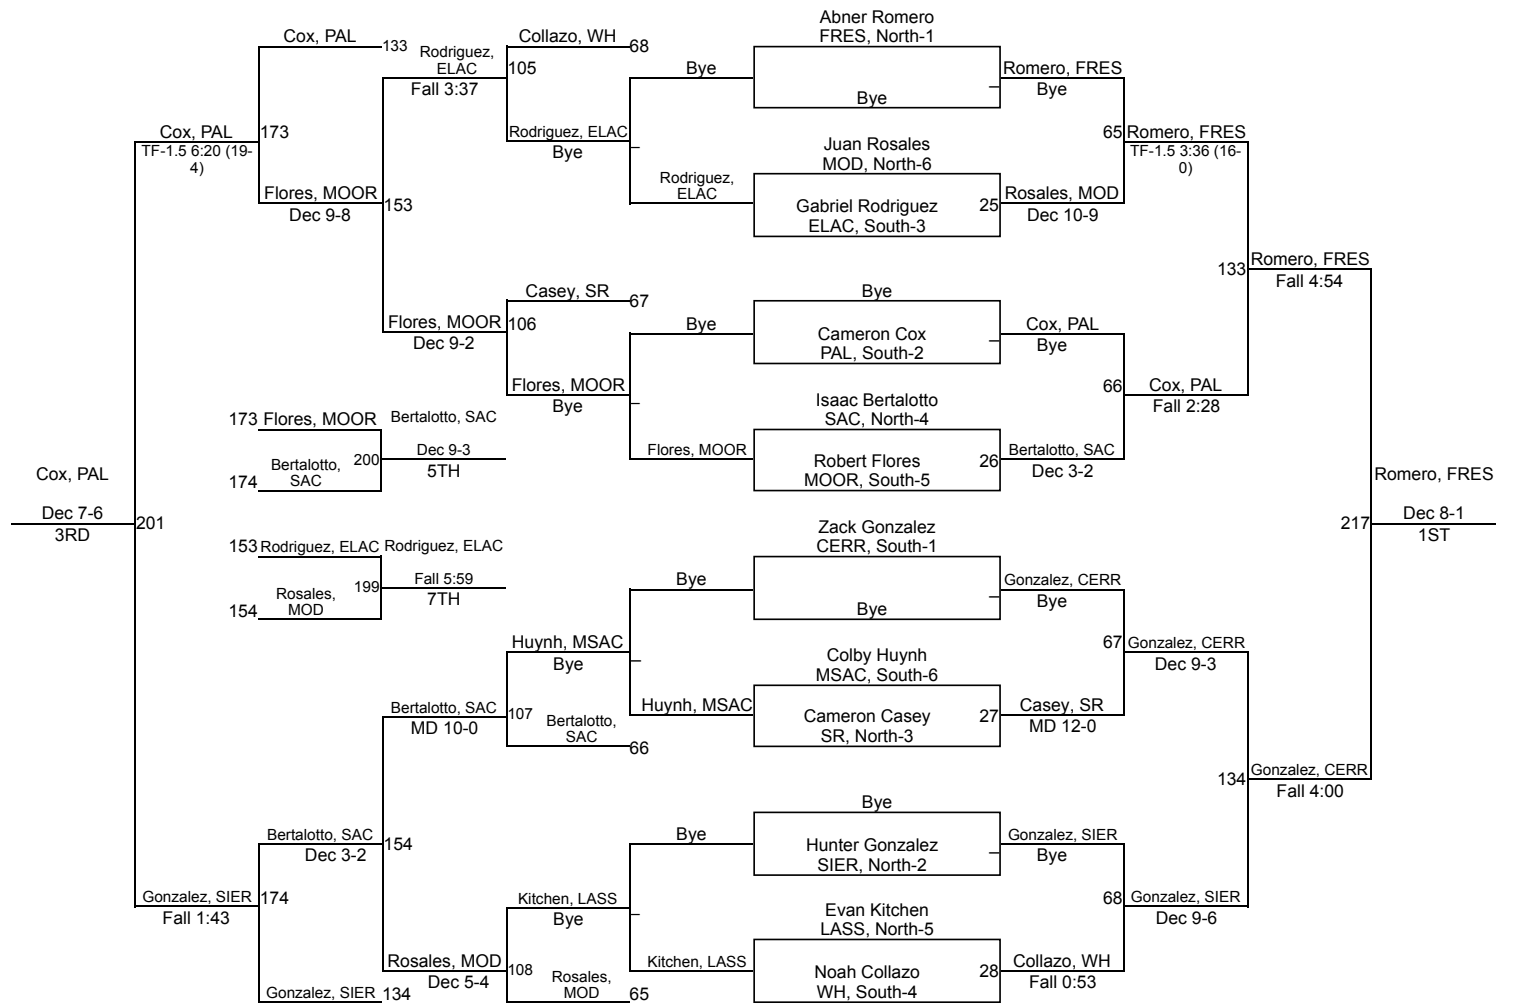 Abner Romero
FRES, North-1
Cox, PAL
133
Rodriguez,
ELAC
Fall 3:37
Collazo, WH
68
105
Bye
Bye
Romero, FRES
Bye
Cox, PAL
TF-1.5 6:20 (19-
4)
173
Rodriguez, ELAC
Bye
Juan Rosales
MOD, North-6
65
Romero, FRES
TF-1.5 3:36 (16-
0)
Flores, MOOR
Dec 9-8
153
Rodriguez,
ELAC
Gabriel Rodriguez
ELAC, South-3
25
Rosales, MOD
Dec 10-9
133
Romero, FRES
Fall 4:54
Casey, SR
67
Bye
Flores, MOOR
Dec 9-2
106
Bye
Cameron Cox
PAL, South-2
Cox, PAL
Bye
Flores, MOOR
Bye
Isaac Bertalotto
SAC, North-4
66
Cox, PAL
Fall 2:28
173
Flores, MOOR
Bertalotto, SAC
200
Dec 9-3
5TH
174
Bertalotto,
SAC
Flores, MOOR
Robert Flores
MOOR, South-5
26
Bertalotto, SAC
Dec 3-2
Cox, PAL
Dec 7-6
3RD
201
Romero, FRES
217
Dec 8-1
1ST
Zack Gonzalez
CERR, South-1
153
Rodriguez, ELAC
Rodriguez, ELAC
199
Fall 5:59
7TH
154
Rosales,
MOD
Bye
Bye
Gonzalez, CERR
Bye
Huynh, MSAC
Bye
Colby Huynh
MSAC, South-6
67
Gonzalez, CERR
Dec 9-3
Bertalotto, SAC
MD 10-0
107
Bertalotto,
SAC
66
Huynh, MSAC
Cameron Casey
SR, North-3
27
Casey, SR
MD 12-0
134
Gonzalez, CERR
Fall 4:00
Bye
Bertalotto, SAC
Dec 3-2
154
Bye
Hunter Gonzalez
SIER, North-2
Gonzalez, SIER
Bye
Gonzalez, SIER
Fall 1:43
174
Kitchen, LASS
Bye
Evan Kitchen
LASS, North-5
68
Gonzalez, SIER
Dec 9-6
Rosales, MOD
Dec 5-4
108
Rosales,
MOD
65
Kitchen, LASS
Noah Collazo
WH, South-4
28
Collazo, WH
Fall 0:53
Gonzalez, SIER
134